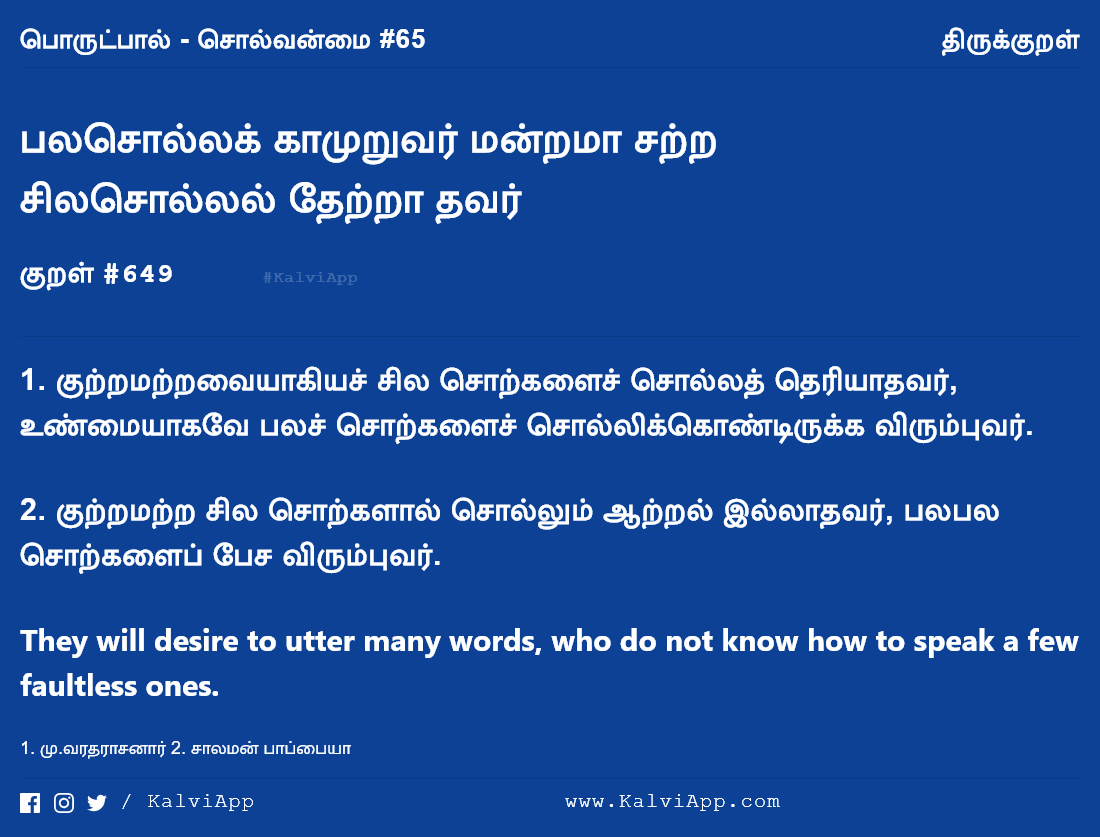 பொருட்பால் - சொல்வன்மை #65
திருக்குறள்
பலசொல்லக் காமுறுவர் மன்றமா சற்ற
சிலசொல்லல் தேற்றா தவர்
குறள் #649
#KalviApp
1. குற்றமற்றவையாகியச் சில சொற்களைச் சொல்லத் தெரியாதவர்,
உண்மையாகவே பலச் சொற்களைச் சொல்லிக்கொண்டிருக்க விரும்புவர்.
2. குற்றமற்ற சில சொற்களால் சொல்லும் ஆற்றல் இல்லாதவர், பலபல
சொற்களைப் பேச விரும்புவர்.
They will desire to utter many words, who do not know how to speak a few
faultless ones.
1. மு.வரதராசனார் 2. சாலமன் பாப்பையா
/ KalviApp
www.KalviApp.com